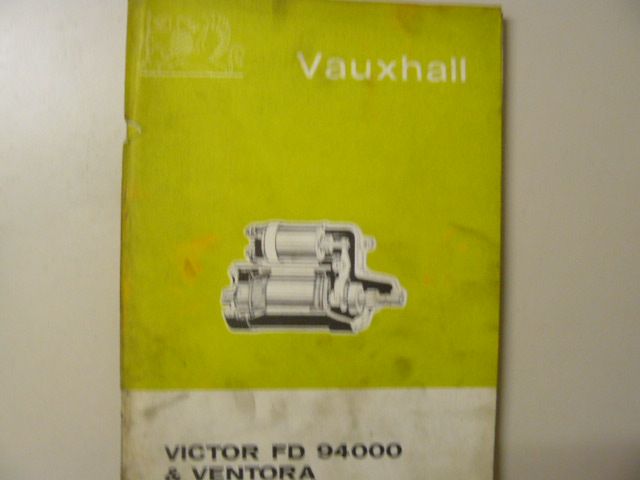 Vauxhall
VICTOR FD 94000
& VENTORA